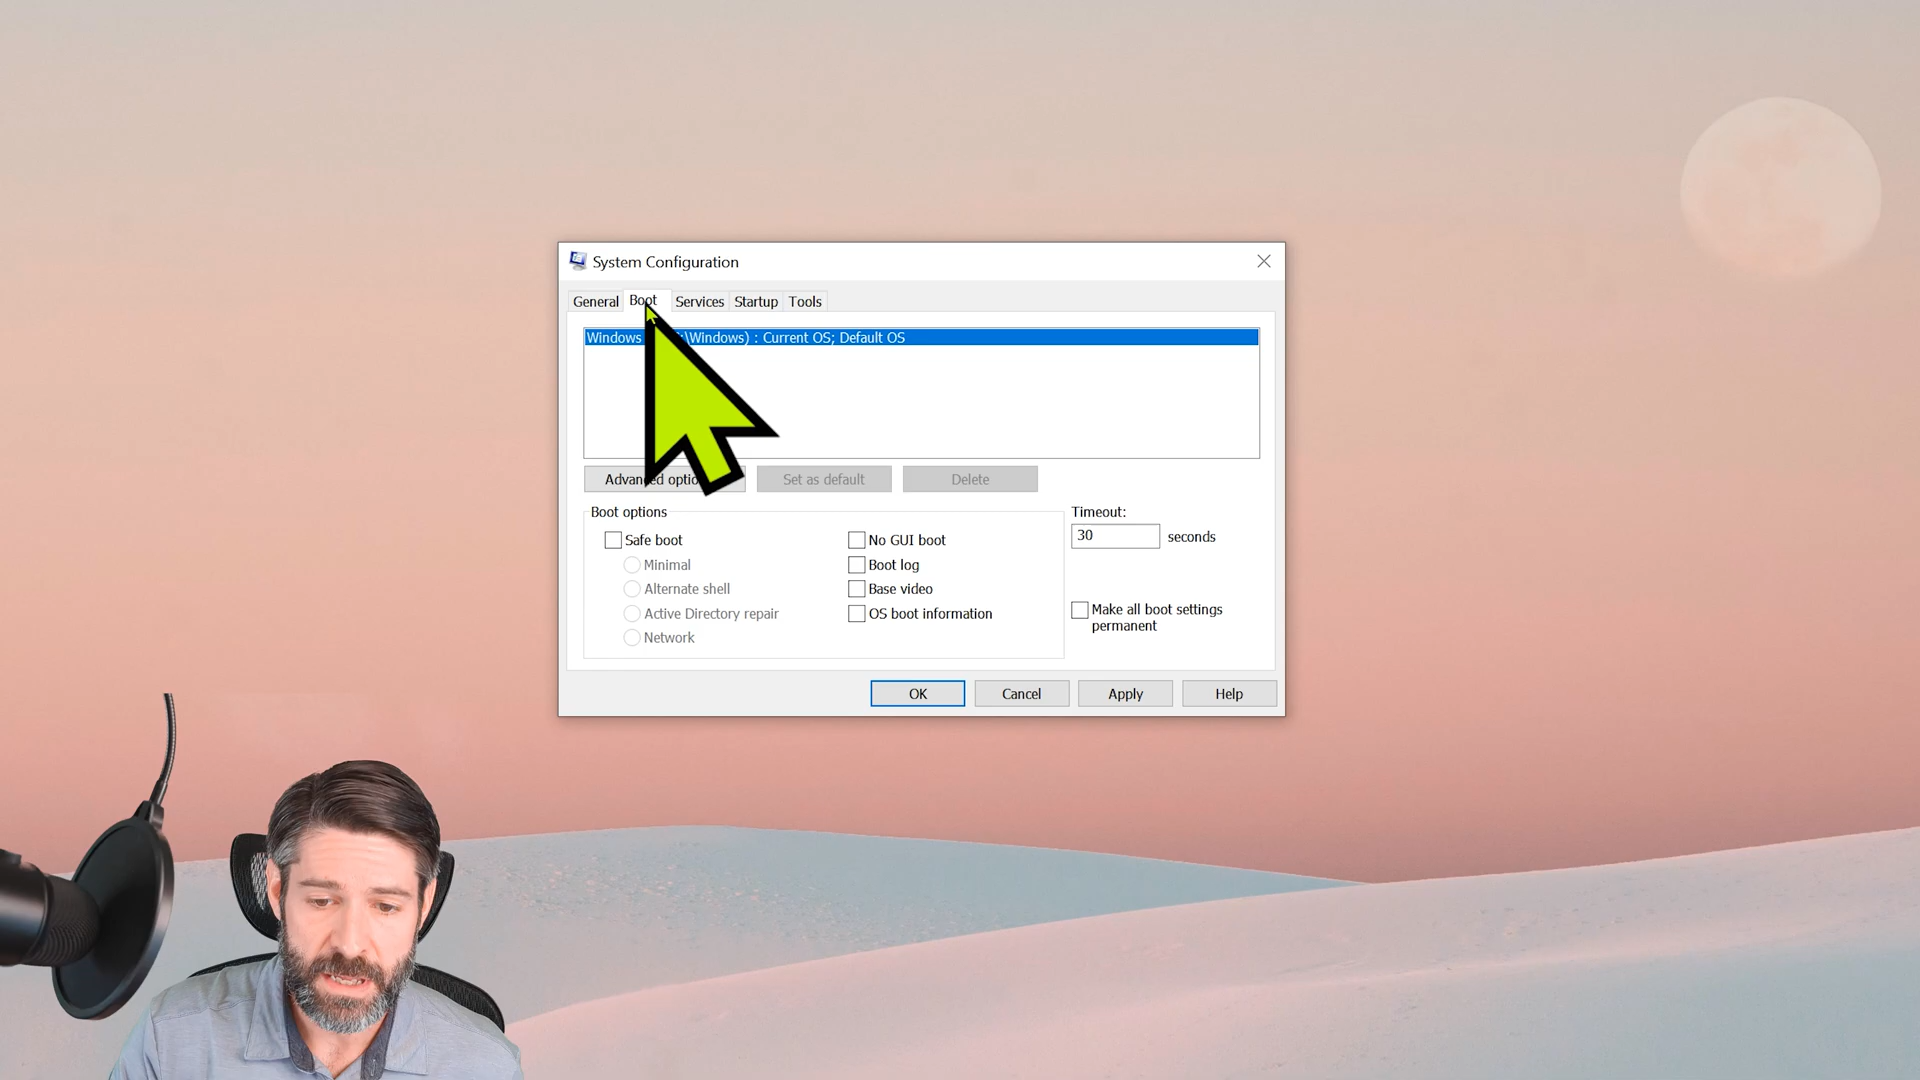 System Configuration
General Boot Services Startup Tools
Windows \Windows) : Current OS; Default OS
Advanced Set as default Delete
Boot options
Timeout:
Safe boot
No GUI boot
30 seconds
Minimal
Boot log
Alternate shell
Base video
Active Directory repair
OS boot information
Make all boot settings
permanent
Network
OK Cancel Apply Help